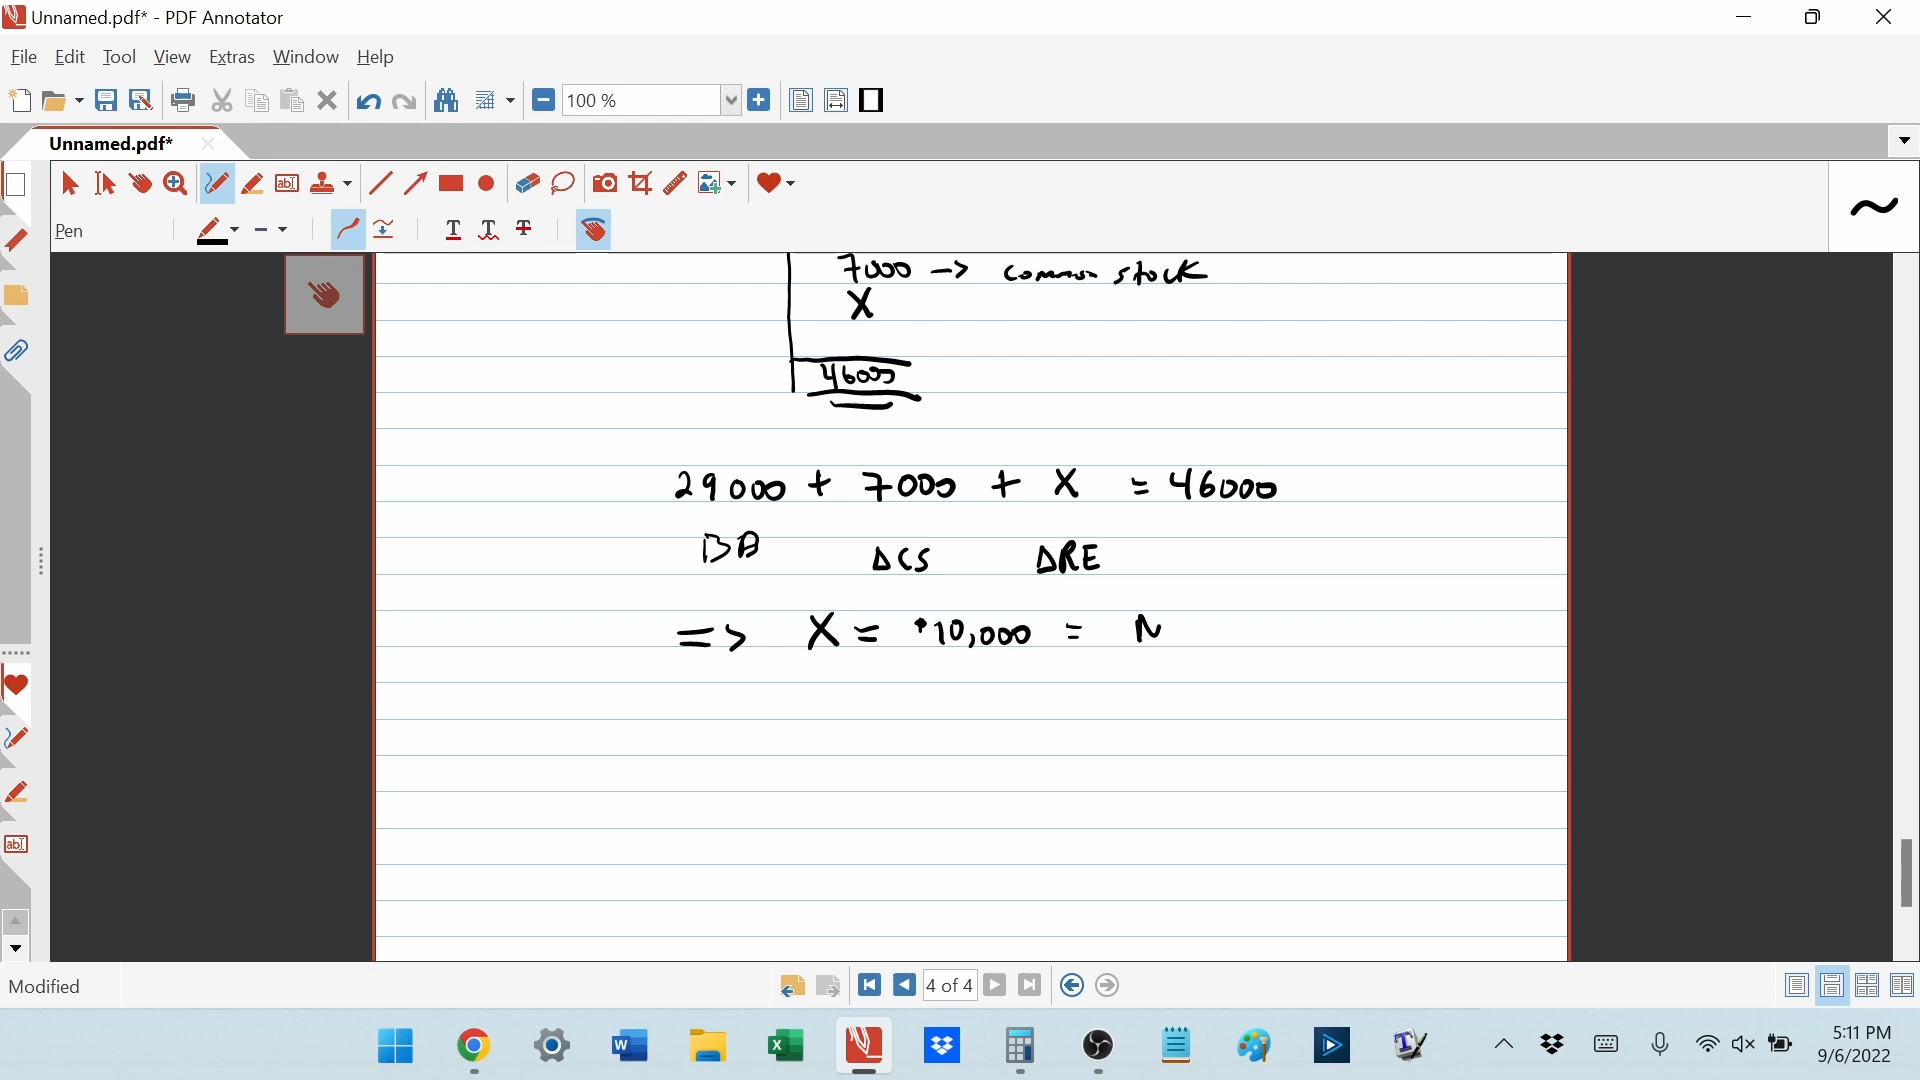 Unnamed.pdf* - PDF Annotator
File Edit Tool View Extras Window Help
100 %
Unnamed.pdf*
Pen
7000 -> common stock
X
46000
29000 + 7000 + X = 46000
BB
ΔCS ΔRE
=> X = +10,000 = N
Modified
4 of 4
5:11 PM
9/6/2022